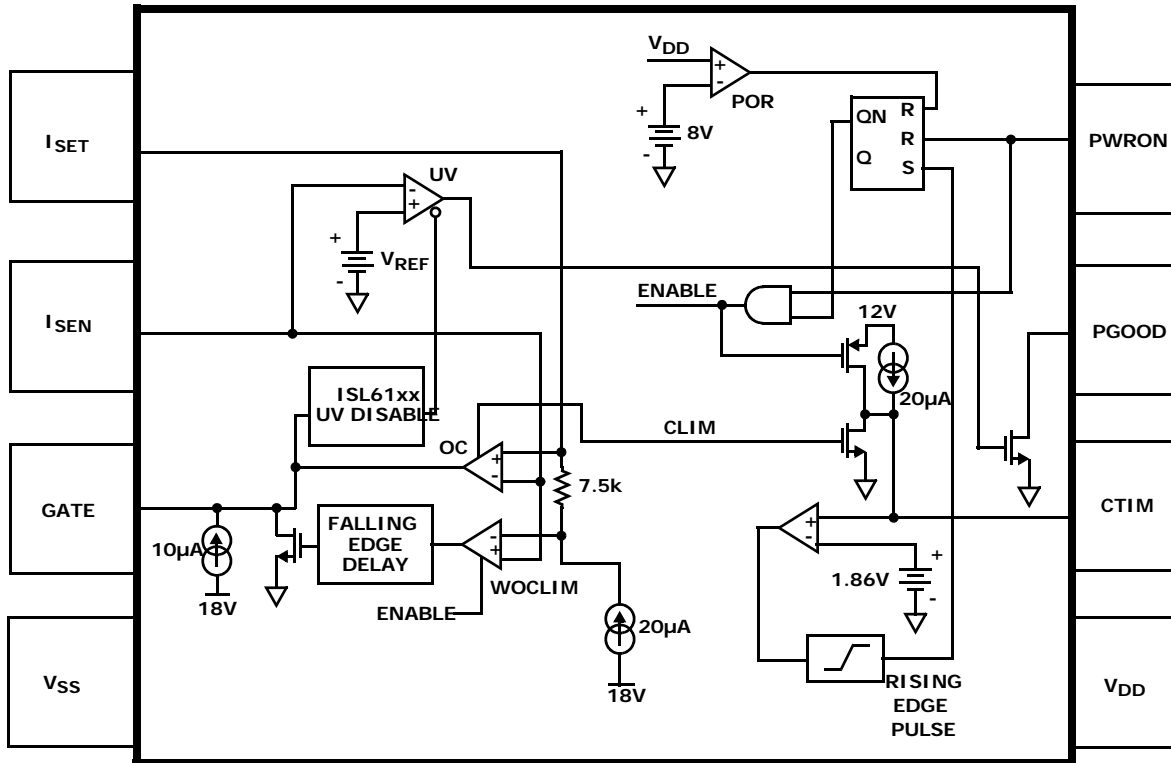 VDD
+
-
POR
+
8V
-
QN
R
R
Q
S
ISET
PWRON
UV
-
+
+
VREF
-
ENABLE
12V
ISEN
PGOOD
ISL61xx
UV DISABLE
20µA
OC
CLIM
+
-
7.5k
GATE
CTIM
FALLING
EDGE
DELAY
-
+
+
-
+
1.86V
-
10µA
WOCLIM
18V
ENABLE
20µA
VSS
18V
RISING
EDGE
PULSE
VDD